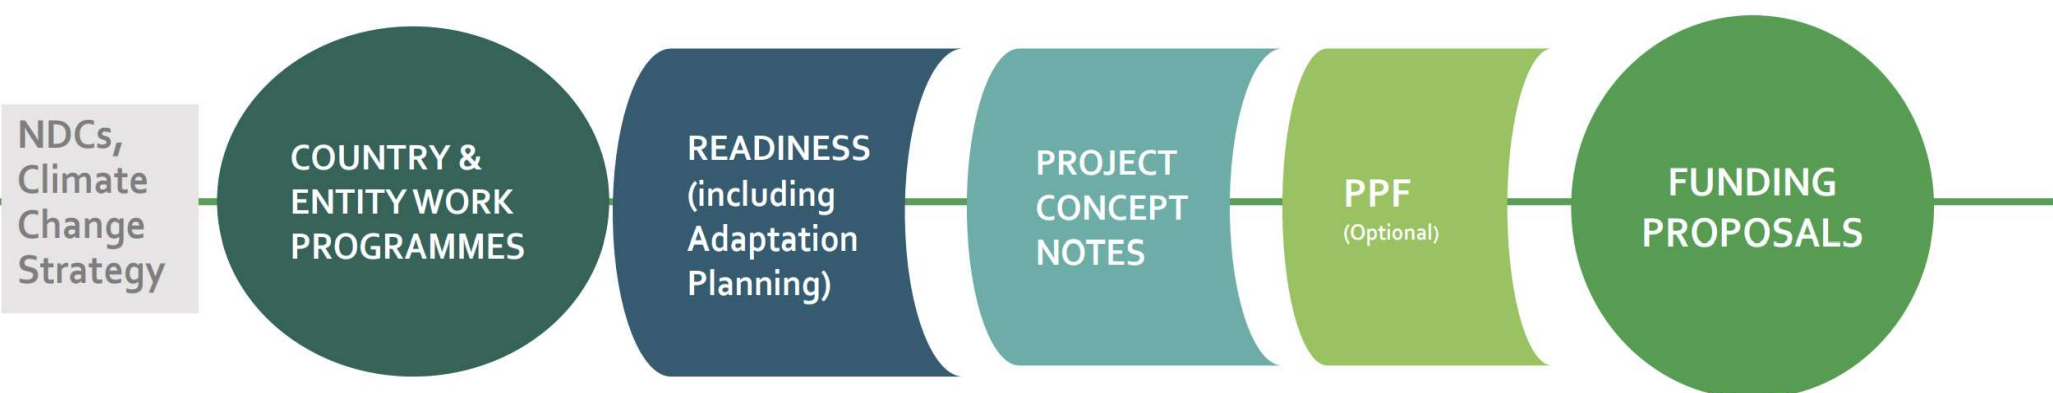 NDCs,
Climate
Change
Strategy
COUNTRY &
ENTITY WORK
PROGRAMMES
READINESS
(including
Adaptation
Planning)
PROJECT
CONCEPT
NOTES
PPF
(Optional)
FUNDING
PROPOSALS